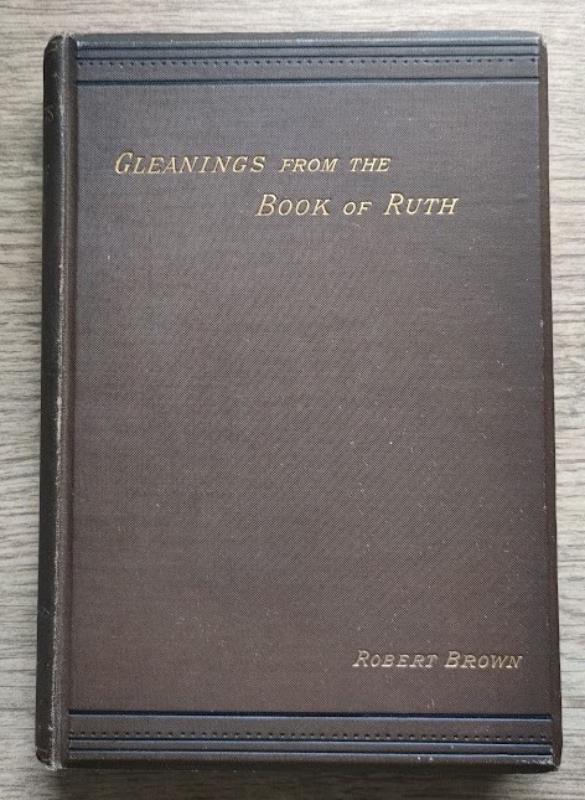 GLEANINGS FROM THE
BOOK OF RUTH
ROBERT BROWN